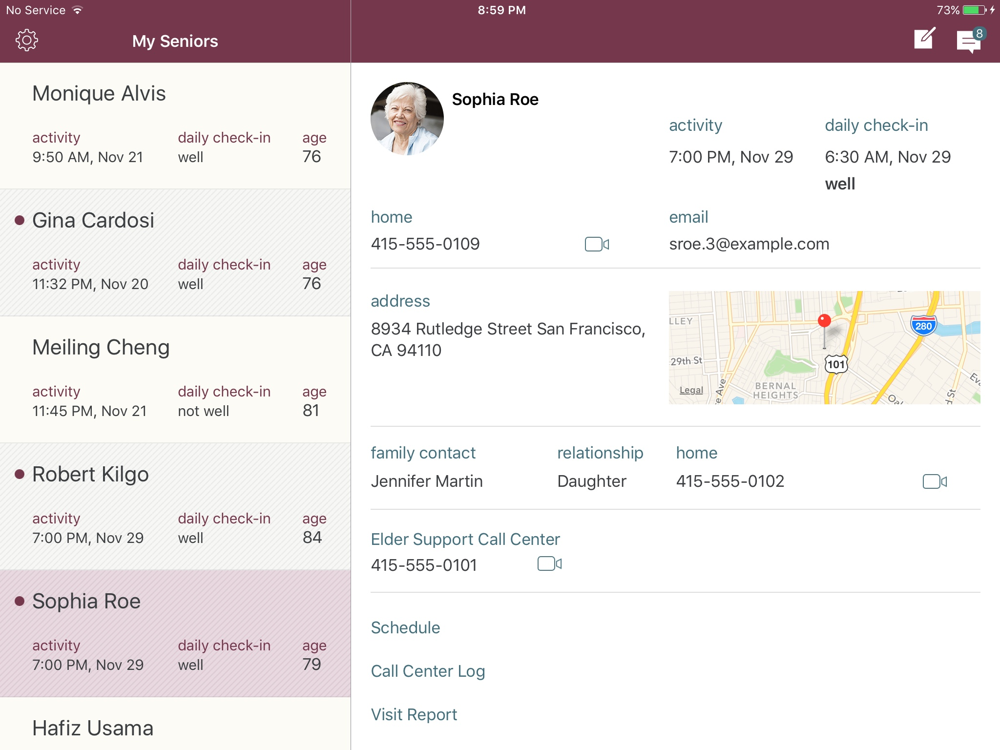 No Service
8:59 PM
73%
My Seniors
8
Monique Alvis
activity daily check-in age
9:50 AM, Nov 21 well 76
Gina Cardosi
activity daily check-in age
11:32 PM, Nov 20 well 76
Meiling Cheng
activity daily check-in age
11:45 PM, Nov 21 not well 81
Robert Kilgo
activity daily check-in age
7:00 PM, Nov 29 well 84
Sophia Roe
activity daily check-in age
7:00 PM, Nov 29 well 79
Hafiz Usama
Sophia Roe
activity daily check-in
7:00 PM, Nov 29 6:30 AM, Nov 29
well
home email
415-555-0109 sroe.3@example.com
address
8934 Rutledge Street San Francisco,
CA 94110
LLEY
280
29th St
101
BERNAL
HEIGHTS
Legal
Ave
St
family contact relationship home
Jennifer Martin Daughter 415-555-0102
Elder Support Call Center
415-555-0101
Schedule
Call Center Log
Visit Report